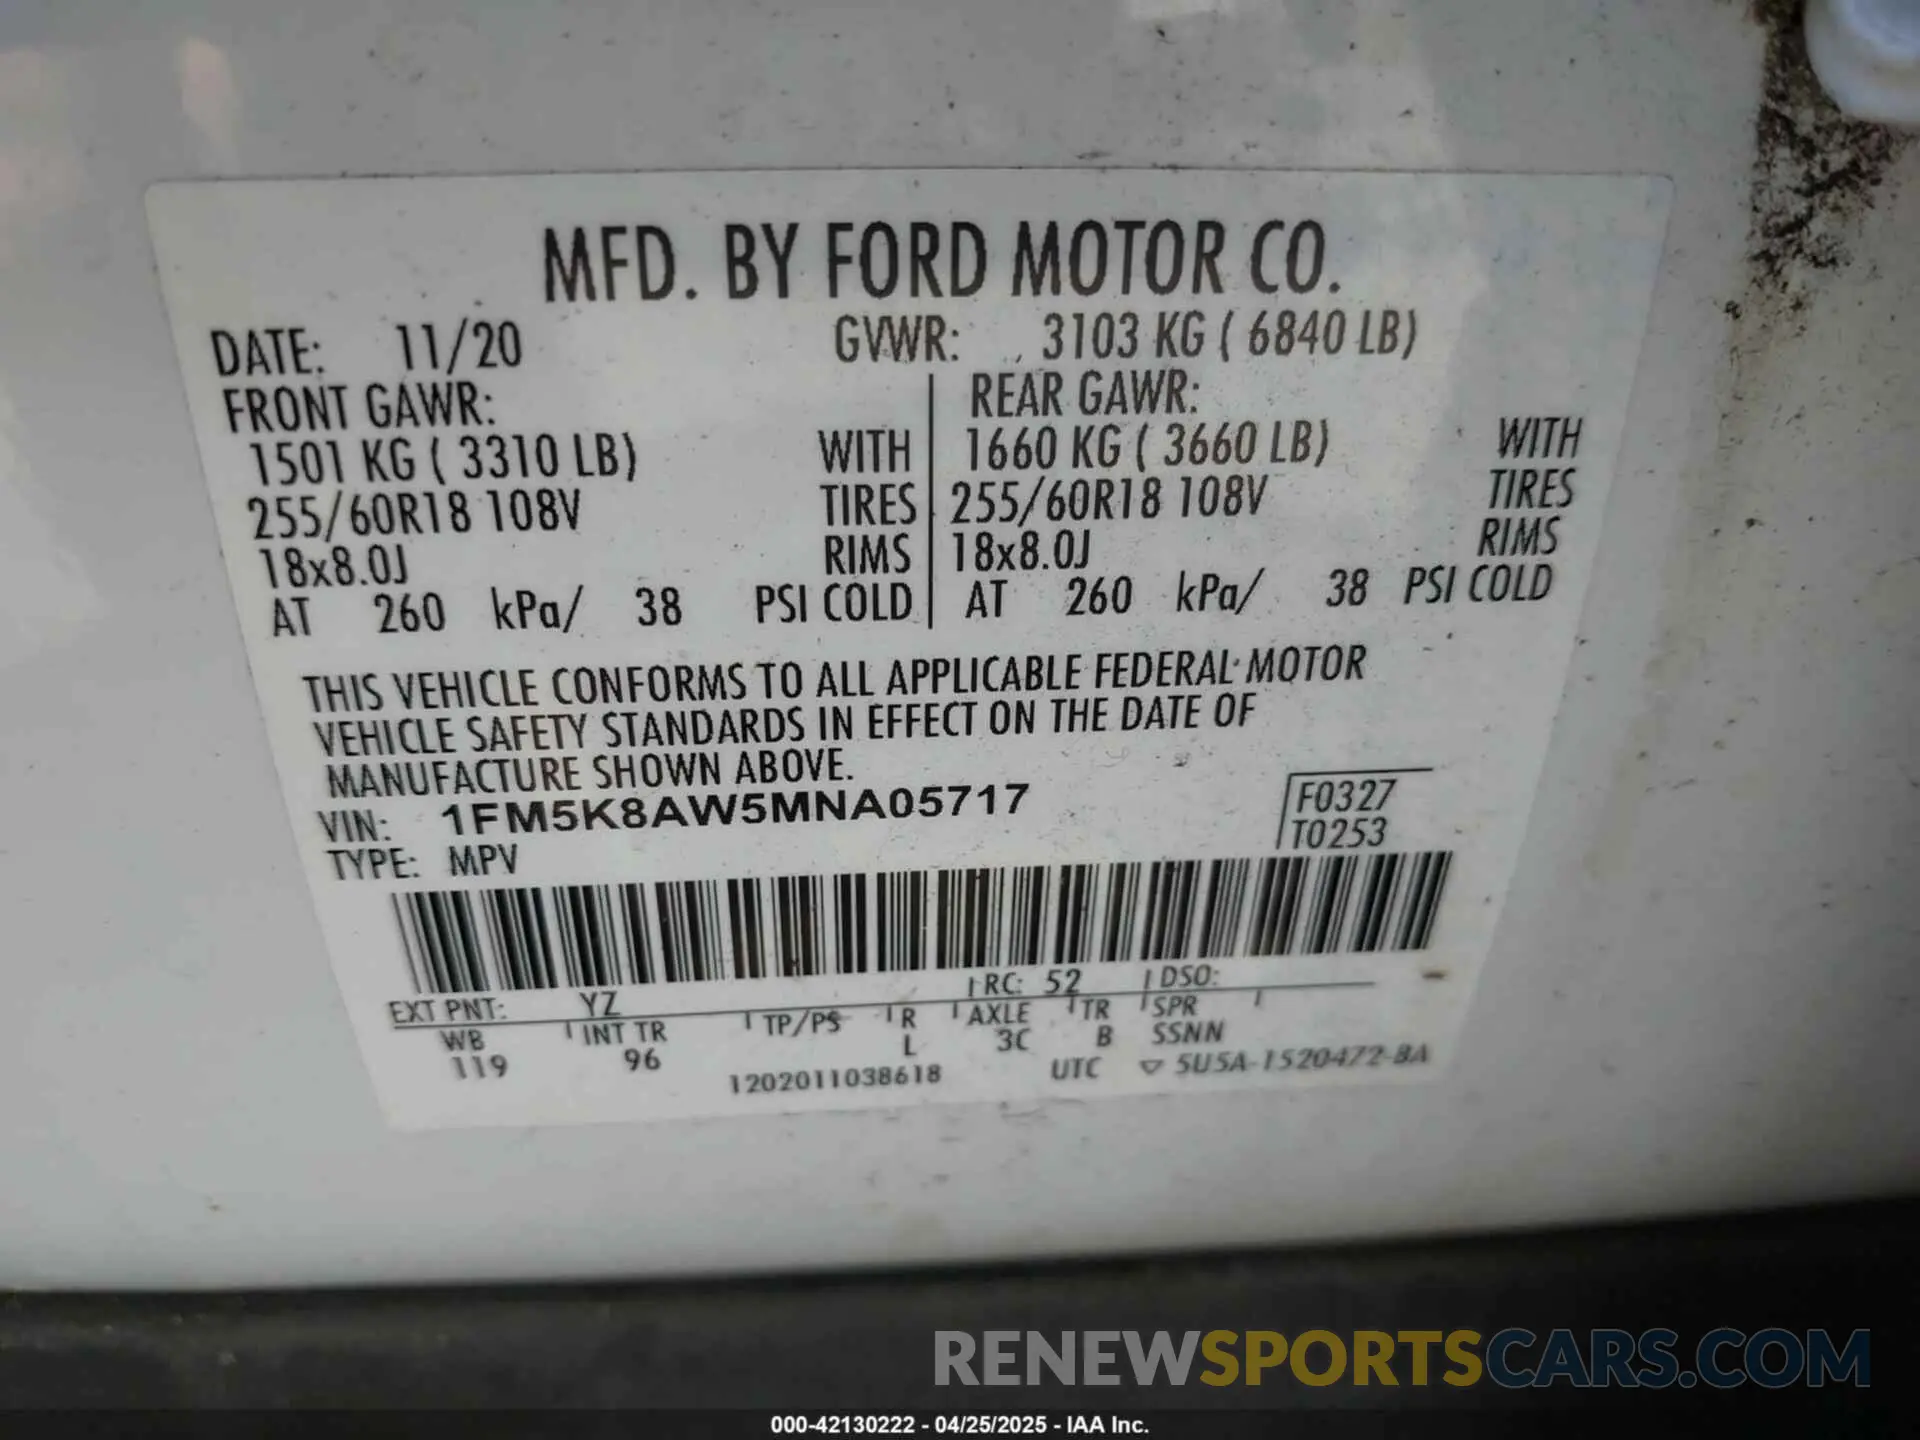 MFD. BY FORD MOTOR CO.
DATE: 11/20 GVWR: 3103 KG ( 6840 LB)
FRONT GAWR: REAR GAWR:
1501 KG ( 3310 LB) WITH 1660 KG ( 3660 LB) WITH
255/60R18 108V TIRES 255/60R18 108V TIRES
18x8.0J RIMS 18x8.0J RIMS
AT 260 kPa/ 38 PSI COLD AT 260 kPa/ 38 PSI COLD
THIS VEHICLE CONFORMS TO ALL APPLICABLE FEDERAL MOTOR
VEHICLE SAFETY STANDARDS IN EFFECT ON THE DATE OF
MANUFACTURE SHOWN ABOVE.
VIN: 1FM5K8AW5MNA05717 F0327
TYPE: MPV T0253
EXT PNT: YZ RC: 52 DSO:
WB INT TR TP/PS R AXLE TR SPR
119 96 L 3C B SSNN
1202011038618 UTC ▽ 5U5A-1520472-BA
RENEWSPORTSCARS.COM
000-42130222 - 04/25/2025 - IAA Inc.